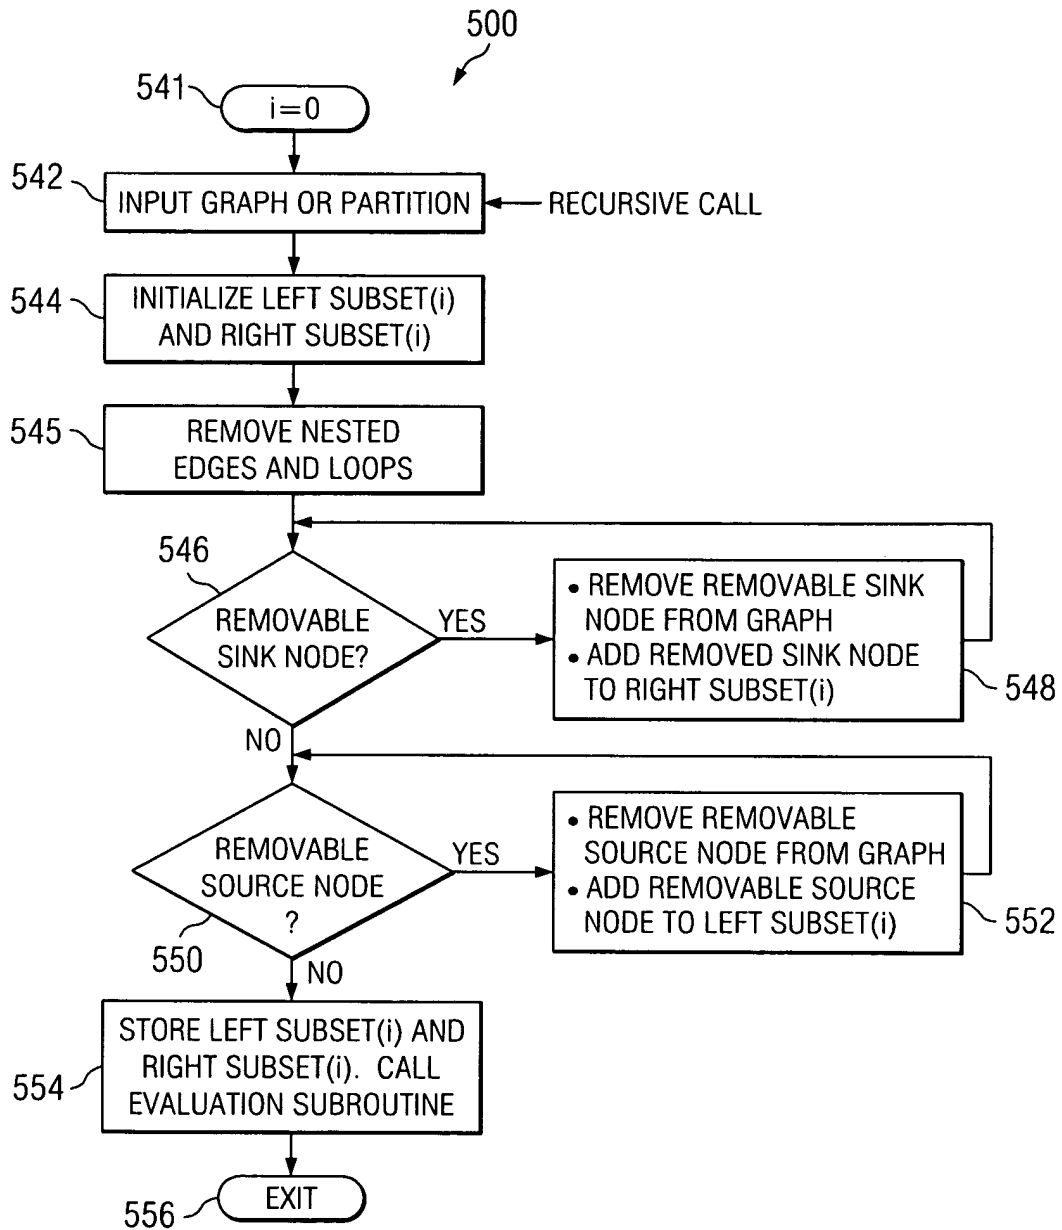 500
541
i=0
542
INPUT GRAPH OR PARTITION
RECURSIVE CALL
544
INITIALIZE LEFT SUBSET(i)
AND RIGHT SUBSET(i)
545
REMOVE NESTED
EDGES AND LOOPS
546
REMOVABLE
SINK NODE?
YES
• REMOVE REMOVABLE SINK
NODE FROM GRAPH
• ADD REMOVED SINK NODE
TO RIGHT SUBSET(i)
548
NO
REMOVABLE
SOURCE NODE
?
YES
• REMOVE REMOVABLE
SOURCE NODE FROM GRAPH
• ADD REMOVABLE SOURCE
NODE TO LEFT SUBSET(i)
552
550
NO
STORE LEFT SUBSET(i) AND
RIGHT SUBSET(i). CALL
EVALUATION SUBROUTINE
554
EXIT
556